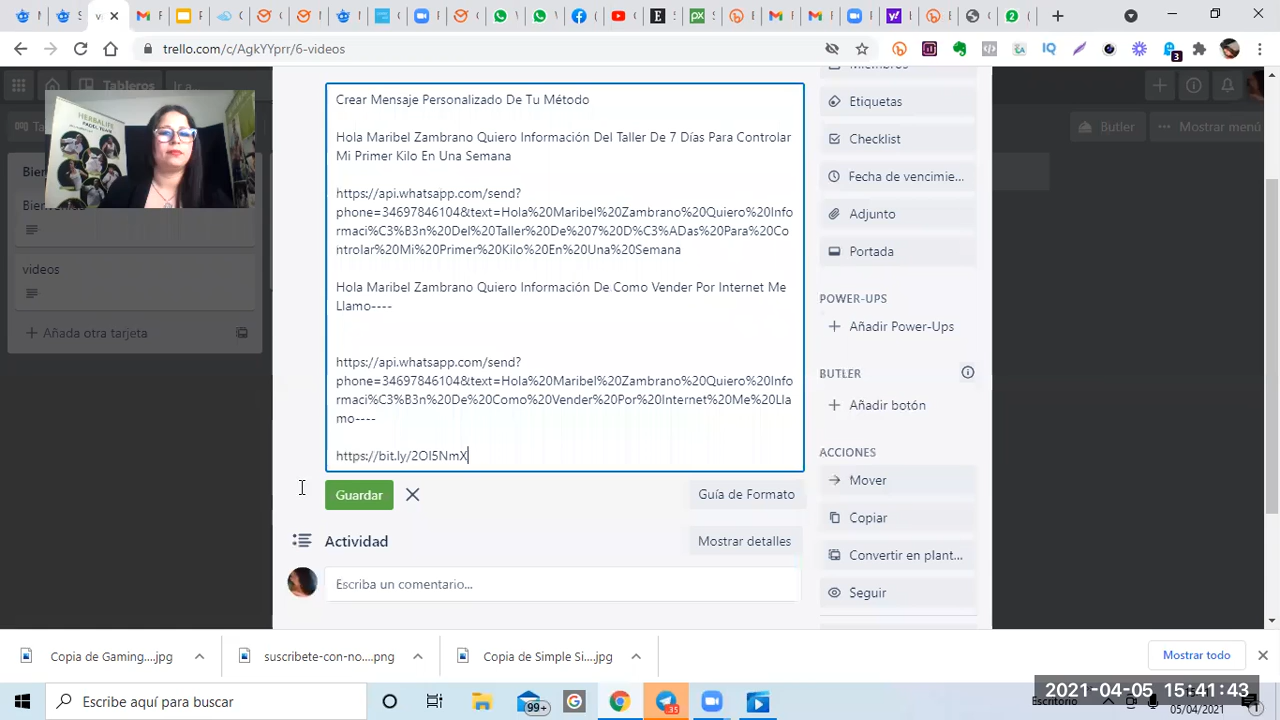 trello.com/c/AgkYYprr/6-videos
3
Tableros
Ir a
Butler
Mostrar menú
HERBALIFE
Bien
Bienvenidos
videos
Añada otra tarjeta
Crear Mensaje Personalizado De Tu Método
Hola Maribel Zambrano Quiero Información Del Taller De 7 Días Para Controlar
Mi Primer Kilo En Una Semana
https://api.whatsapp.com/send?
phone=34697846104&text=Hola%20Maribel%20Zambrano%20Quiero%20Info
rmaci%C3%B3n%20Del%20Taller%20De%207%20D%C3%ADas%20Para%20Co
ntrolar%20Mi%20Primer%20Kilo%20En%20Una%20Semana
Hola Maribel Zambrano Quiero Información De Como Vender Por Internet Me
Llamo----
https://api.whatsapp.com/send?
phone=34697846104&text=Hola%20Maribel%20Zambrano%20Quiero%20Info
rmaci%C3%B3n%20De%20Como%20Vender%20Por%20Internet%20Me%20Lla
mo----
https://bit.ly/2OI5NmX
Guardar
Guía de Formato
Actividad
Mostrar detalles
Escriba un comentario...
Miembros
Etiquetas
Checklist
Fecha de vencimie...
Adjunto
Portada
POWER-UPS
Añadir Power-Ups
BUTLER
Añadir botón
ACCIONES
Mover
Copiar
Convertir en plant...
Seguir
Copia de Gaming....jpg
suscribete-con-no....png
Copia de Simple Si....jpg
Mostrar todo
Escribe aquí para buscar
99+
35
Escritorio
2021-04-05 15:41:43
05/04/2021